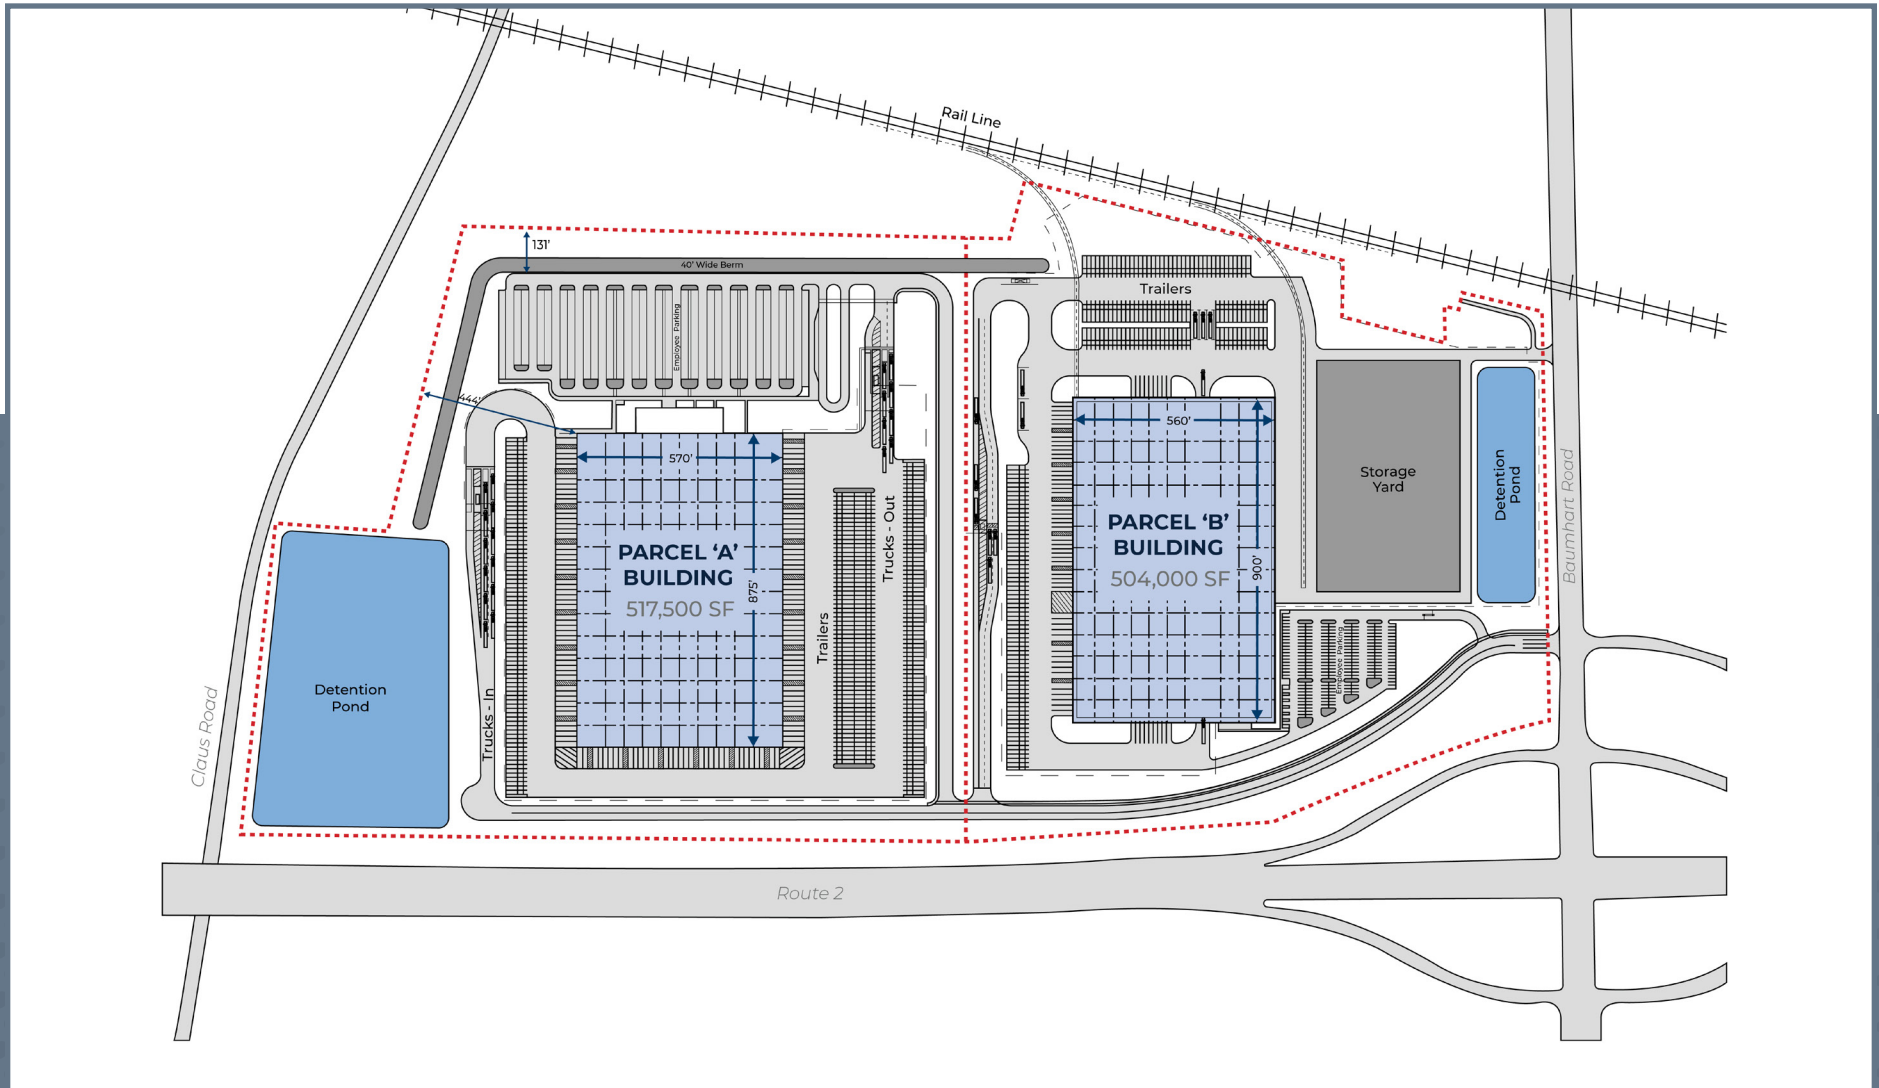 Rail Line
131'
40' Wide Berm
Employee Parking
444'
570'
875'
PARCEL ‘A’
BUILDING
517,500 SF
Trucks - In
Trailers
Trucks - Out
Detention
Pond
Claus Road
Trailers
560'
900'
PARCEL ‘B’
BUILDING
504,000 SF
Storage
Yard
Detention
Pond
Employee Parking
Baumhart Road
Route 2